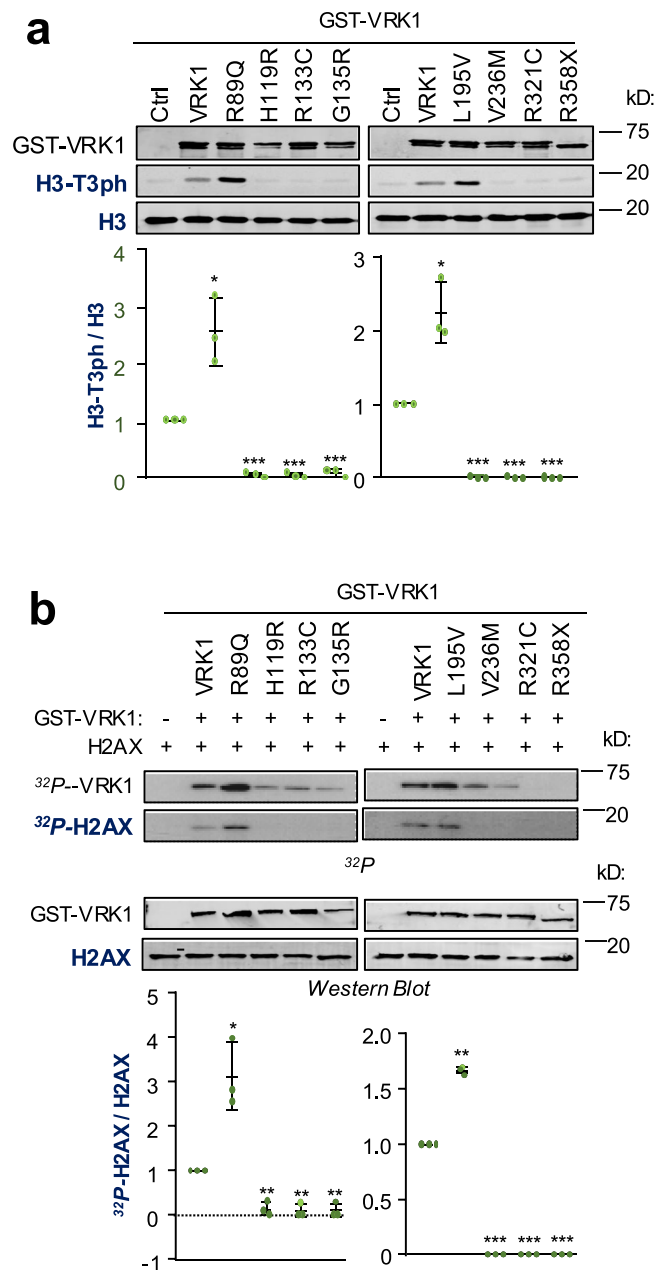 a
GST-VRK1
Ctrl VRK1 R89Q H119R R133C G135R Ctrl VRK1 L195V V236M R321C R358X
kD:
GST-VRK1
75
H3-T3ph
20
H3
20
H3-T3ph / H3
4
3
2
1
0
*
***
***
***
3
2
1
0
*
***
***
***
b
GST-VRK1
VRK1 R89Q H119R R133C G135R VRK1 L195V V236M R321C R358X
GST-VRK1: - + + + + + - + + + + +
H2AX + + + + + + + + + + + +
kD:
32P--VRK1
75
32P-H2AX
20
32P
kD:
GST-VRK1
75
H2AX
20
Western Blot
32P-H2AX / H2AX
5
4
3
2
1
0
-1
*
**
**
**
2.0
1.5
1.0
0.5
0
**
***
***
***